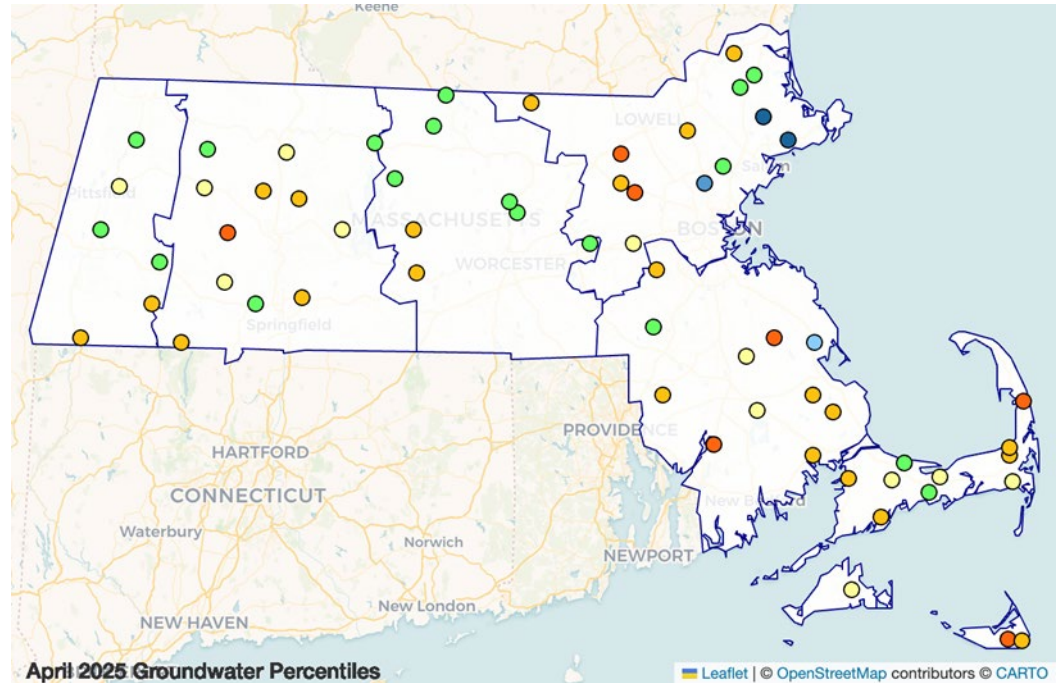 Keene
LOWELL
Salem
Pittsfield
MASSACHUSETTS
BOSTON
WORCESTER
Springfield
HARTFORD
PROVIDENCE
CONNECTICUT
New Bedford
Waterbury
Norwich
NEWPORT
New London
NEW HAVEN
April 2025 Groundwater Percentiles
Leaflet | © OpenStreetMap contributors © CARTO